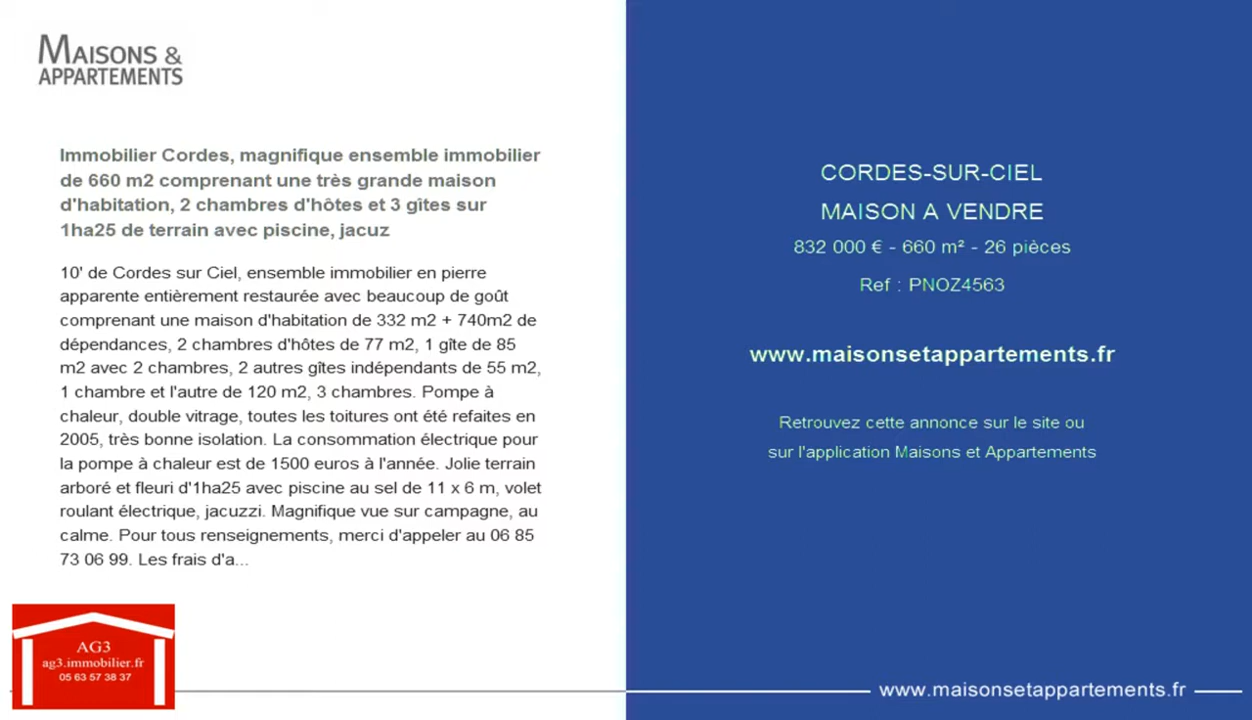 MAISONS &
APPARTEMENTS
Immobilier Cordes, magnifique ensemble immobilier
de 660 m2 comprenant une très grande maison
d'habitation, 2 chambres d'hôtes et 3 gîtes sur
1ha25 de terrain avec piscine, jacuz
10' de Cordes sur Ciel, ensemble immobilier en pierre
apparente entièrement restaurée avec beaucoup de goût
comprenant une maison d'habitation de 332 m2 + 740m2 de
dépendances, 2 chambres d'hôtes de 77 m2, 1 gîte de 85
m2 avec 2 chambres, 2 autres gîtes indépendants de 55 m2,
1 chambre et l'autre de 120 m2, 3 chambres. Pompe à
chaleur, double vitrage, toutes les toitures ont été refaites en
2005, très bonne isolation. La consommation électrique pour
la pompe à chaleur est de 1500 euros à l'année. Jolie terrain
arboré et fleuri d'1ha25 avec piscine au sel de 11 x 6 m, volet
roulant électrique, jacuzzi. Magnifique vue sur campagne, au
calme. Pour tous renseignements, merci d'appeler au 06 85
73 06 99. Les frais d'a...
AG3
ag3.immobilier.fr
05 63 57 38 37
CORDES-SUR-CIEL
MAISON A VENDRE
832 000 € - 660 m² - 26 pièces
Ref : PNOZ4563
www.maisonsetappartements.fr
Retrouvez cette annonce sur le site ou
sur l'application Maisons et Appartements
www.maisonsetappartements.fr